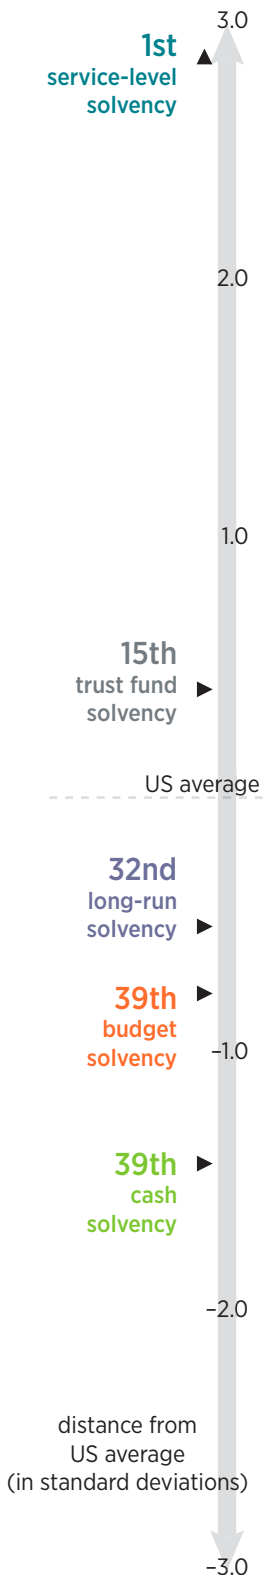 3.0
1st
service-level
solvency
2.0
1.0
15th
trust fund
solvency
US average
32nd
long-run
solvency
39th
budget
solvency
–1.0
39th
cash
solvency
–2.0
distance from
US average
(in standard deviations)
–3.0